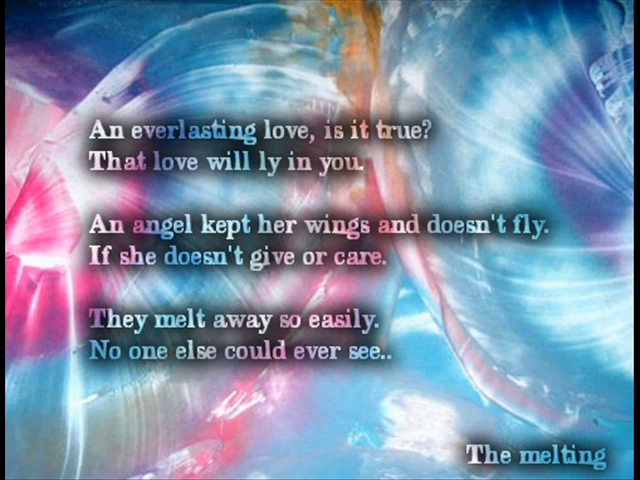 An everlasting love, is it true?
That love will ly in you.
An angel kept her wings and doesn't fly.
If she doesn't give or care.
They melt away so easily.
No one else could ever see..
The melting